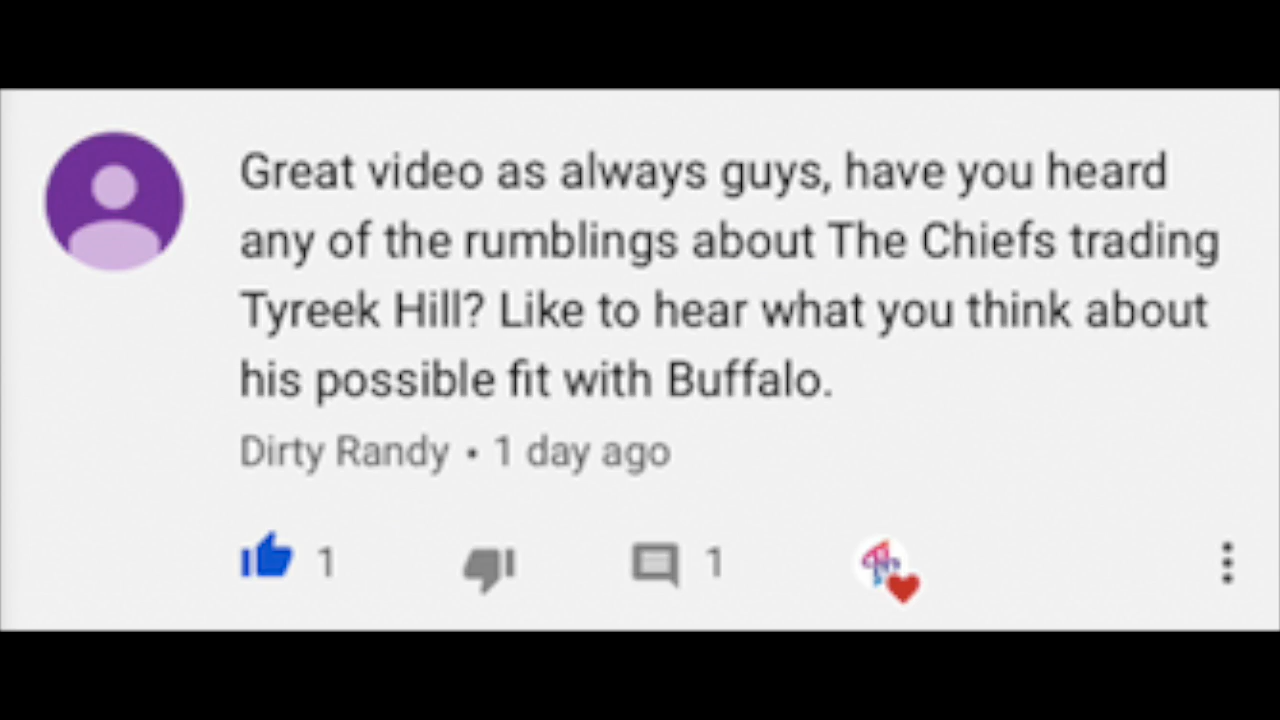 Great video as always guys, have you heard
any of the rumblings about The Chiefs trading
Tyreek Hill? Like to hear what you think about
his possible fit with Buffalo.
Dirty Randy • 1 day ago
1 1